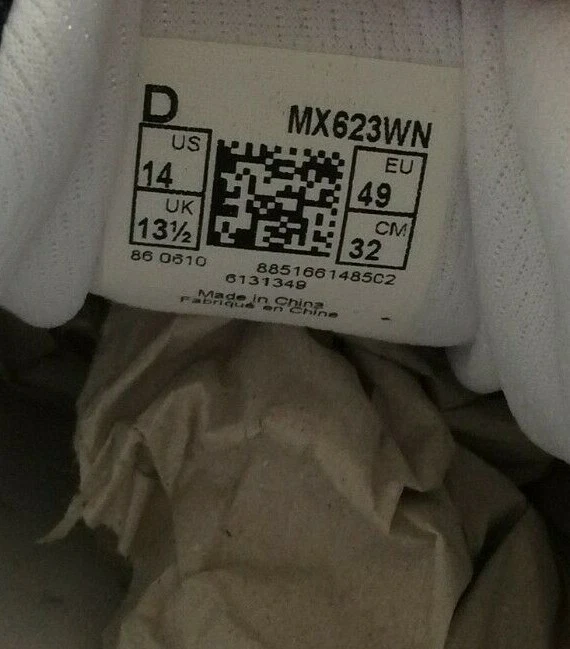 D MX623WN
US
14
UK
13½
EU
49
CM
32
86 0610 885166148502
6131349
Made in China
Fabriqué en Chine